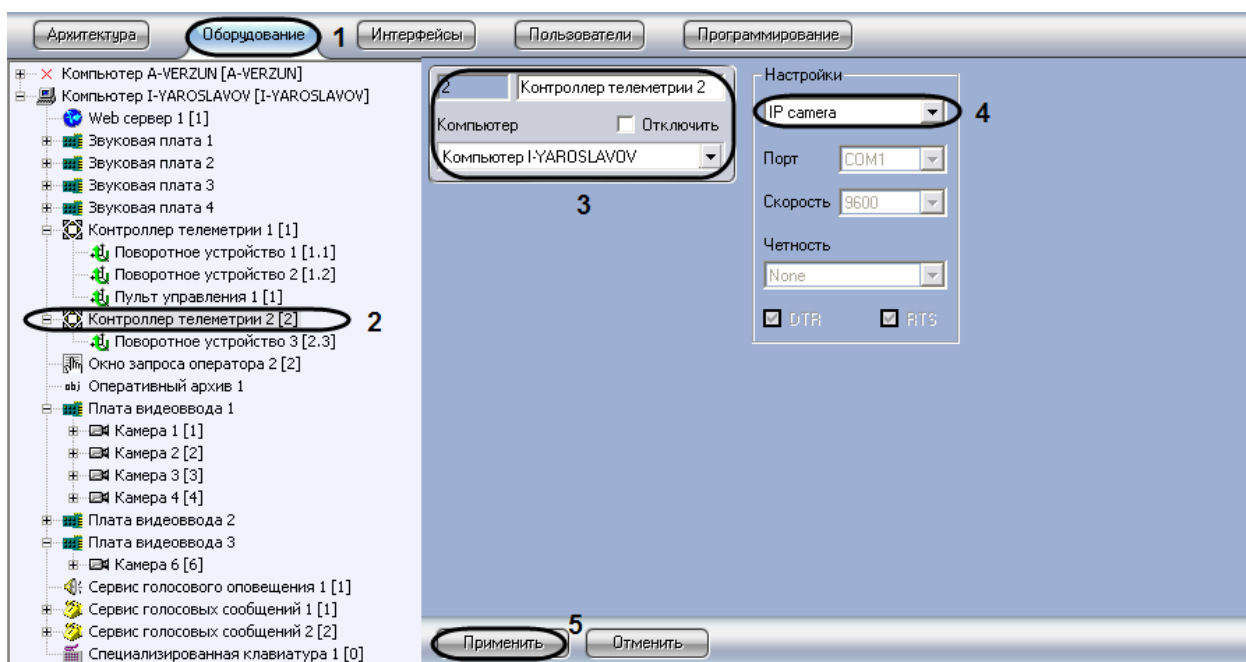 Архитектура Оборудование 1 Интерфейсы Пользователи Программирование
Компьютер A-VERZUN [A-VERZUN]
Компьютер I-YAROSLAVOV [I-YAROSLAVOV]
Web сервер 1 [1]
Звуковая плата 1
Звуковая плата 2
Звуковая плата 3
Звуковая плата 4
Контроллер телеметрии 1 [1]
Поворотное устройство 1 [1.1]
Поворотное устройство 2 [1.2]
Пульт управления 1 [1]
Контроллер телеметрии 2 [2] 2
Поворотное устройство 3 [2.3]
Окно запроса оператора 2 [2]
obj Оперативный архив 1
Плата видеоввода 1
Камера 1 [1]
Камера 2 [2]
Камера 3 [3]
Камера 4 [4]
Плата видеоввода 2
Плата видеоввода 3
Камера 6 [6]
Сервис голосового оповещения 1 [1]
Сервис голосовых сообщений 1 [1]
Сервис голосовых сообщений 2 [2]
Специализированная клавиатура 1 [0]
2 Контроллер телеметрии 2
Компьютер Отключить
Компьютер I-YAROSLAVOV
3
Настройки
IP camera 4
Порт COM1
Скорость 9600
Четность
None
DTR RTS
Применить 5 Отменить